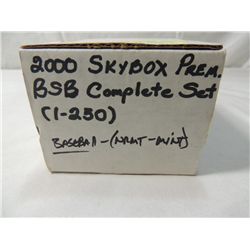 2000 SKYBOX PREM.
BSB Complete Set
(1-250)
BASEBALL - (NRMT - MINT)